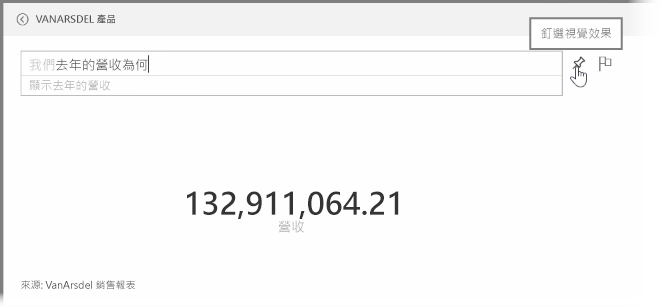 VANARSDEL 產品
釘選視覺效果
我們去年的營收為何
顯示去年的營收
132,911,064.21
營收
來源: VanArsdel 銷售報表